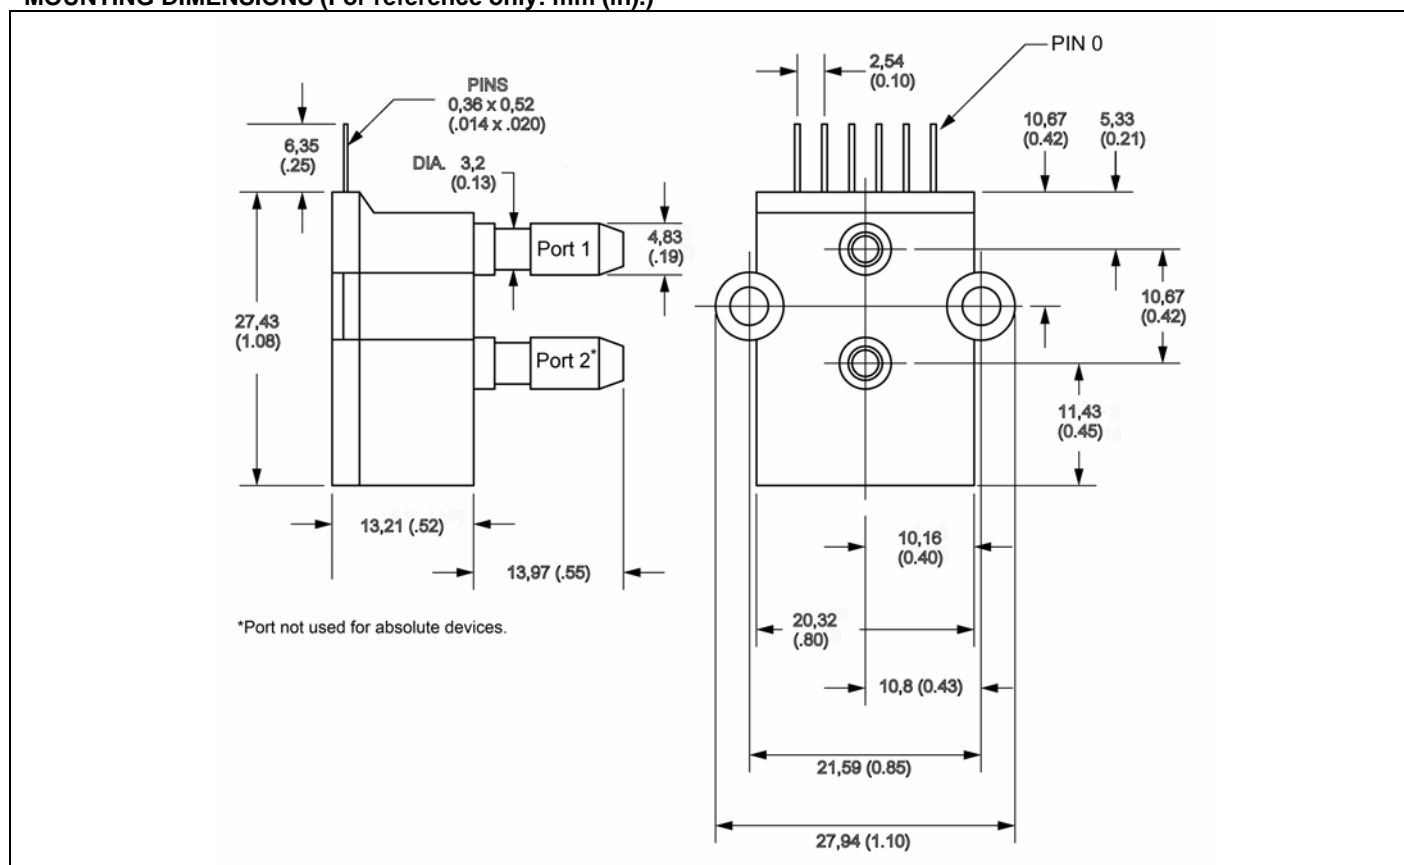 MOUNTING DIMENSIONS (For reference only: mm (in).)
PIN 0
2,54
(0.10)
PINS
0,36 x 0,52
(.014 x .020)
6,35
(.25)
10,67
(0.42)
5,33
(0.21)
DIA. 3,2
(0.13)
Port 1
4,83
(.19)
10,67
(0.42)
27,43
(1.08)
Port 2*
11,43
(0.45)
13,21 (.52)
10,16
(0.40)
13,97 (.55)
*Port not used for absolute devices.
20,32
(.80)
10,8 (0.43)
21,59 (0.85)
27,94 (1.10)